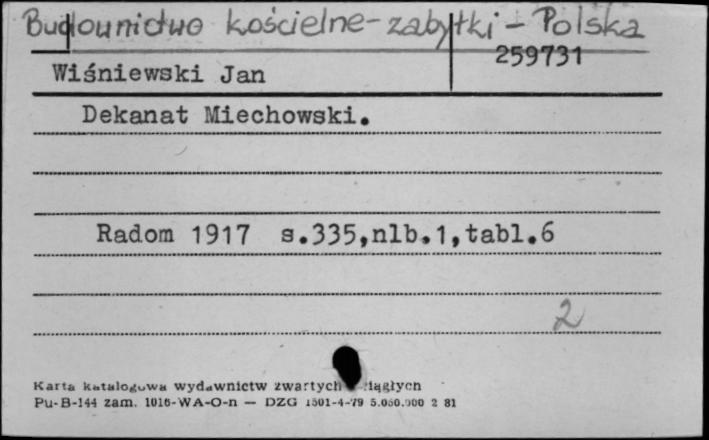 Budownictwo kościelne - zabytki - Polska
259731
Wiśniewski Jan
Dekanat Miechowski.
Radom 1917 s.335,nlb.1,tabl.6
2
Karta katalogowa wydawnictw zwartych ciągłych
Pu-B-144 zam. 1016-WA-O-n — DZG 1501-4-79 5.050.000 2 81